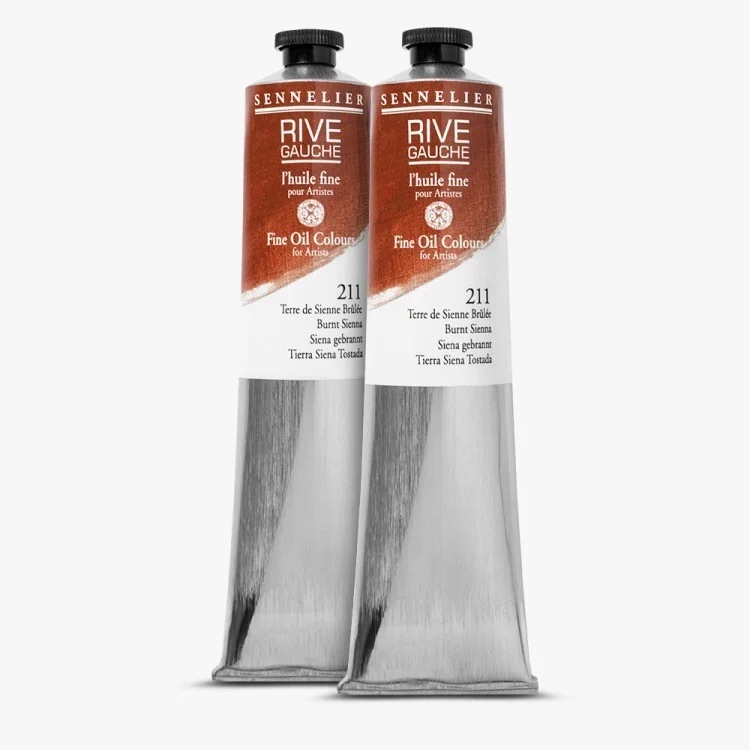 SENNELIER
RIVE
GAUCHE
l'huile fine
pour Artistes
Fine Oil Colours
for Artists
211
Terre de Sienne Brûlée
Burnt Sienna
Siena gebrannt
Tierra Siena Tostada
SENNELIER
RIVE
GAUCHE
l'huile fine
pour Artistes
Fine Oil Colours
for Artists
211
Terre de Sienne Brûlée
Burnt Sienna
Siena gebrannt
Tierra Siena Tostada